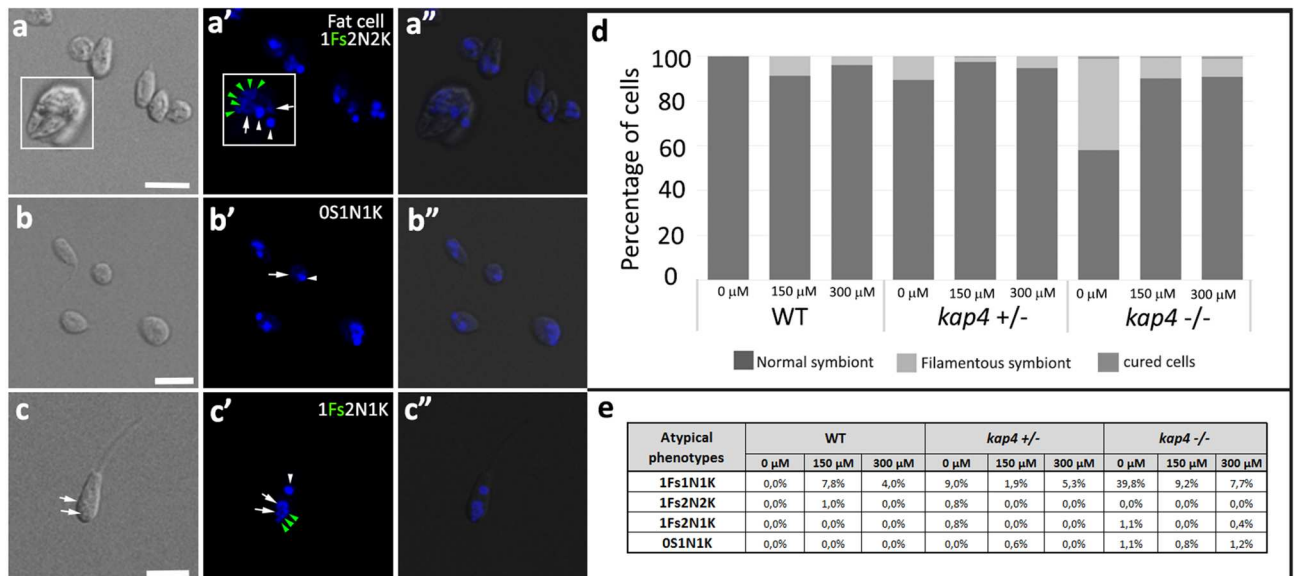 a
a'
Fat cell
1Fs2N2K
a"
b
b'
0S1N1K
b"
c
c'
1Fs2N1K
c"
d
Percentage of cells
100
80
60
40
20
0
0 µM 150 µM 300 µM 0 µM 150 µM 300 µM 0 µM 150 µM 300 µM
WT kap4 +/- kap4 -/-
Normal symbiont Filamentous symbiont cured cells
e
Atypical phenotypes WT kap4 +/- kap4 -/-
0 µM 150 µM 300 µM 0 µM 150 µM 300 µM 0 µM 150 µM 300 µM
1Fs1N1K 0,0% 7,8% 4,0% 9,0% 1,9% 5,3% 39,8% 9,2% 7,7%
1Fs2N2K 0,0% 1,0% 0,0% 0,8% 0,0% 0,0% 0,0% 0,0% 0,0%
1Fs2N1K 0,0% 0,0% 0,0% 0,8% 0,0% 0,0% 1,1% 0,0% 0,4%
0S1N1K 0,0% 0,0% 0,0% 0,0% 0,6% 0,0% 1,1% 0,8% 1,2%